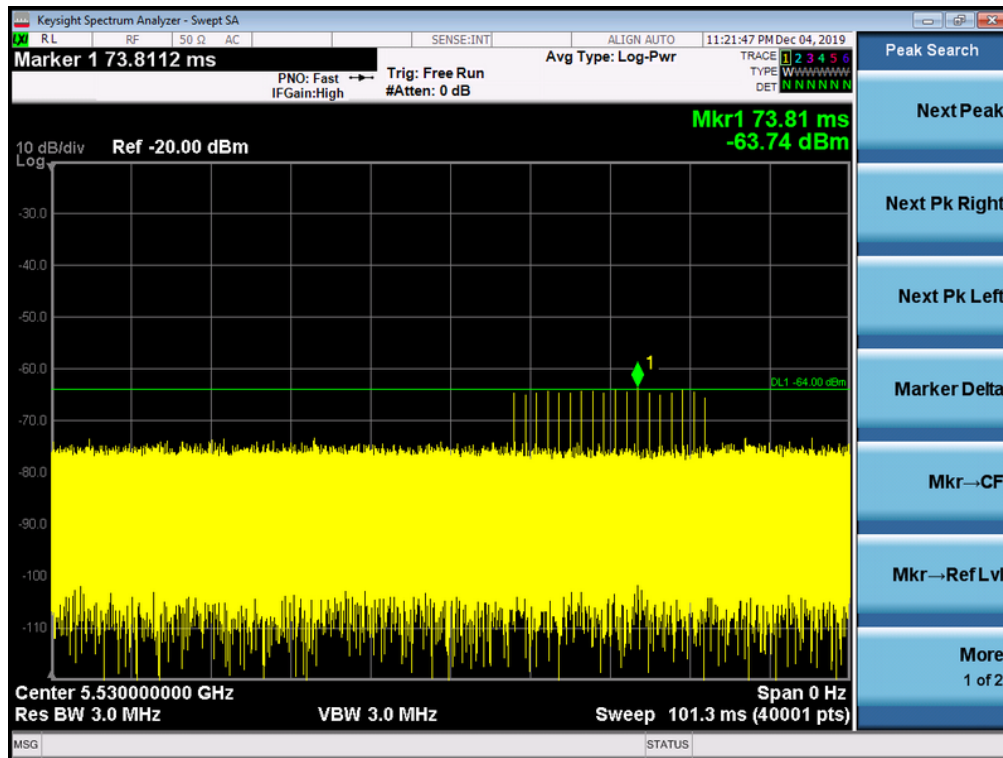 Keysight Spectrum Analyzer - Swept SA
LXI RL RF 50 Ω AC SENSE:INT ALIGN AUTO 11:21:47 PM Dec 04, 2019
Marker 1 73.8112 ms
PNO: Fast
IFGain:High
Trig: Free Run
#Atten: 0 dB
Avg Type: Log-Pwr
TRACE 1 2 3 4 5 6
TYPE WWWWWW
DET N N N N N N
Mkr1 73.81 ms
-63.74 dBm
10 dB/div Ref -20.00 dBm
Log
-30.0
-40.0
-50.0
-60.0
1
DL1 -64.00 dBm
-70.0
-80.0
-90.0
-100
-110
Center 5.530000000 GHz Span 0 Hz
Res BW 3.0 MHz VBW 3.0 MHz Sweep 101.3 ms (40001 pts)
MSG STATUS
Peak Search
Next Peak
Next Pk Right
Next Pk Left
Marker Delta
Mkr→CF
Mkr→Ref Lvl
More
1 of 2